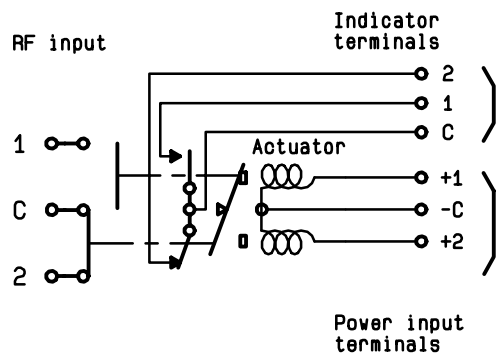 Indicator
terminals
RF input
2
1
C
Actuator
1
+1
C
-C
+2
2
Power input
terminals